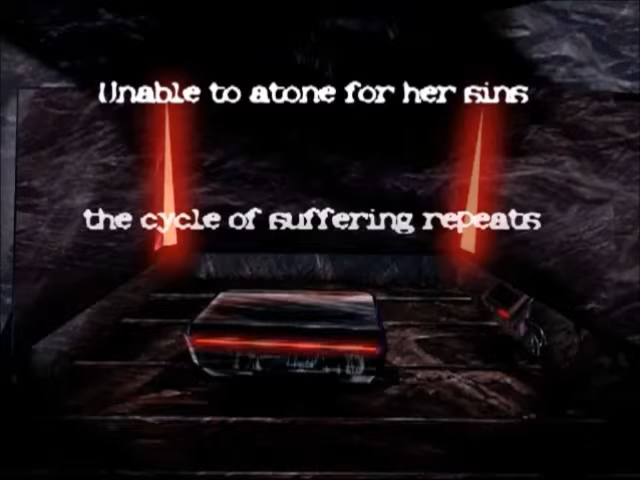 Unable to atone for her sins
the cycle of suffering repeats